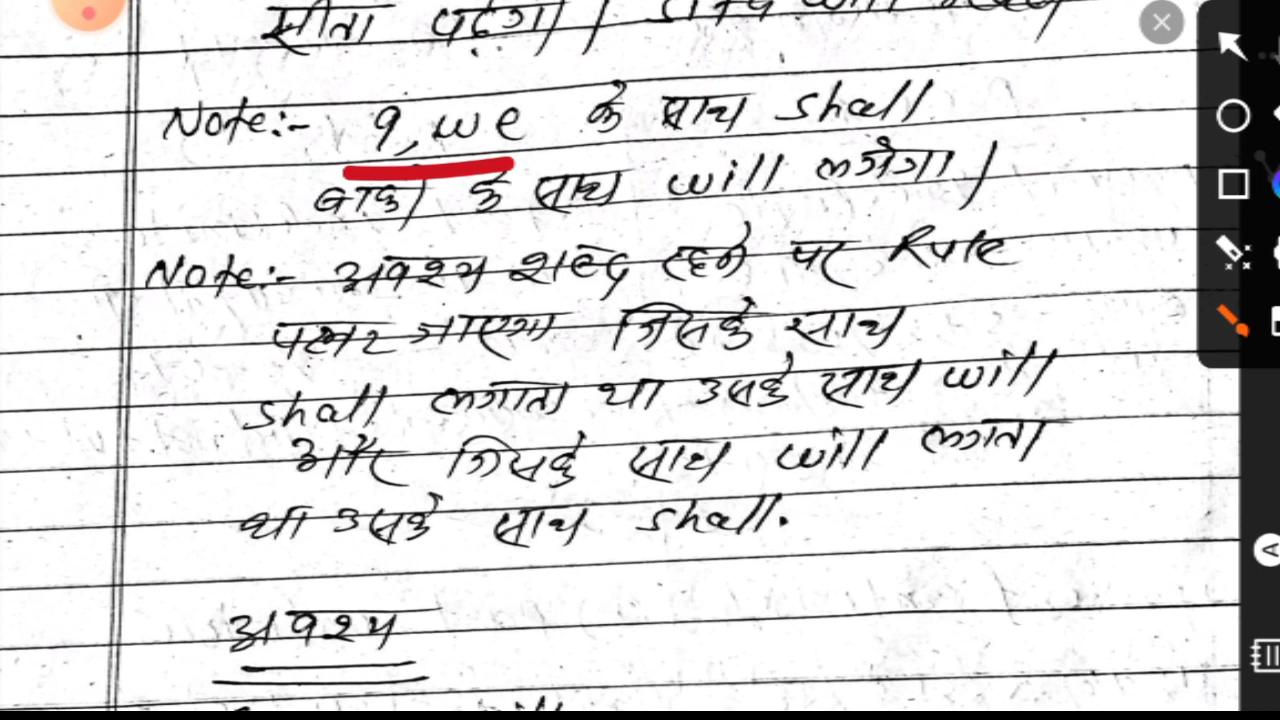 सीता पढ़ेगी।
Note:- I, we के साथ shall
बाकी के साथ will लगेगा।
Note:- अवश्य शब्द रहने पर Rule
पलट जाएगा जिसके साथ
shall लगाता था उसके साथ will
और जिसके साथ will लगता
था उसके साथ shall.
अवश्य